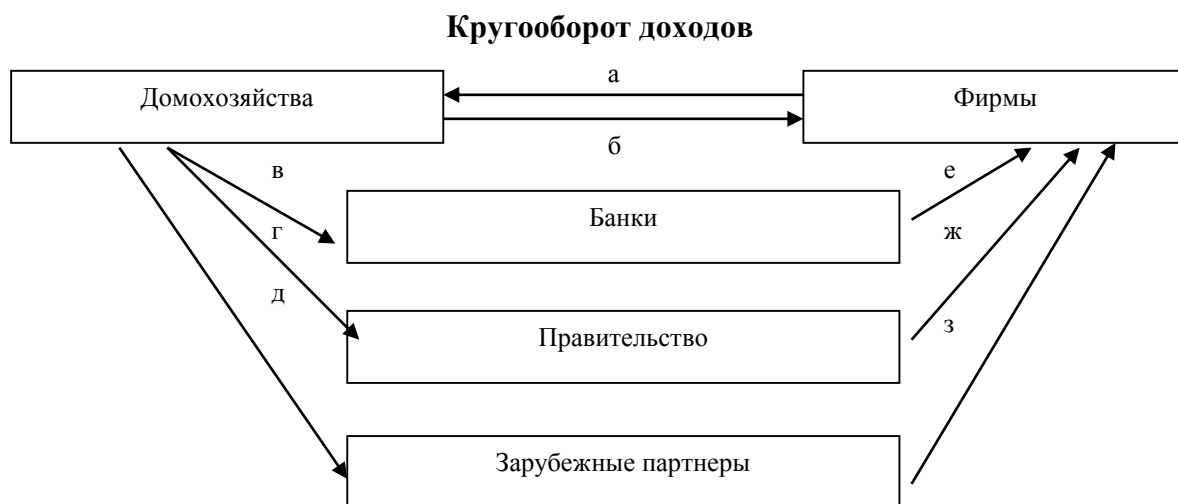 Кругооборот доходов
а
Домохозяйства
Фирмы
б
в
е
Банки
г
ж
д
Правительство
з
Зарубежные партнеры